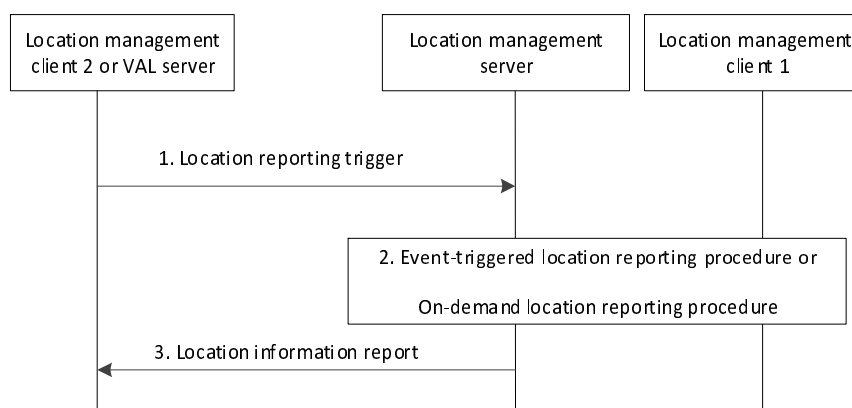 Location management
client 2 or VAL server
Location management
server
Location management
client 1
1. Location reporting trigger
2. Event-triggered location reporting procedure or
On-demand location reporting procedure
3. Location information report